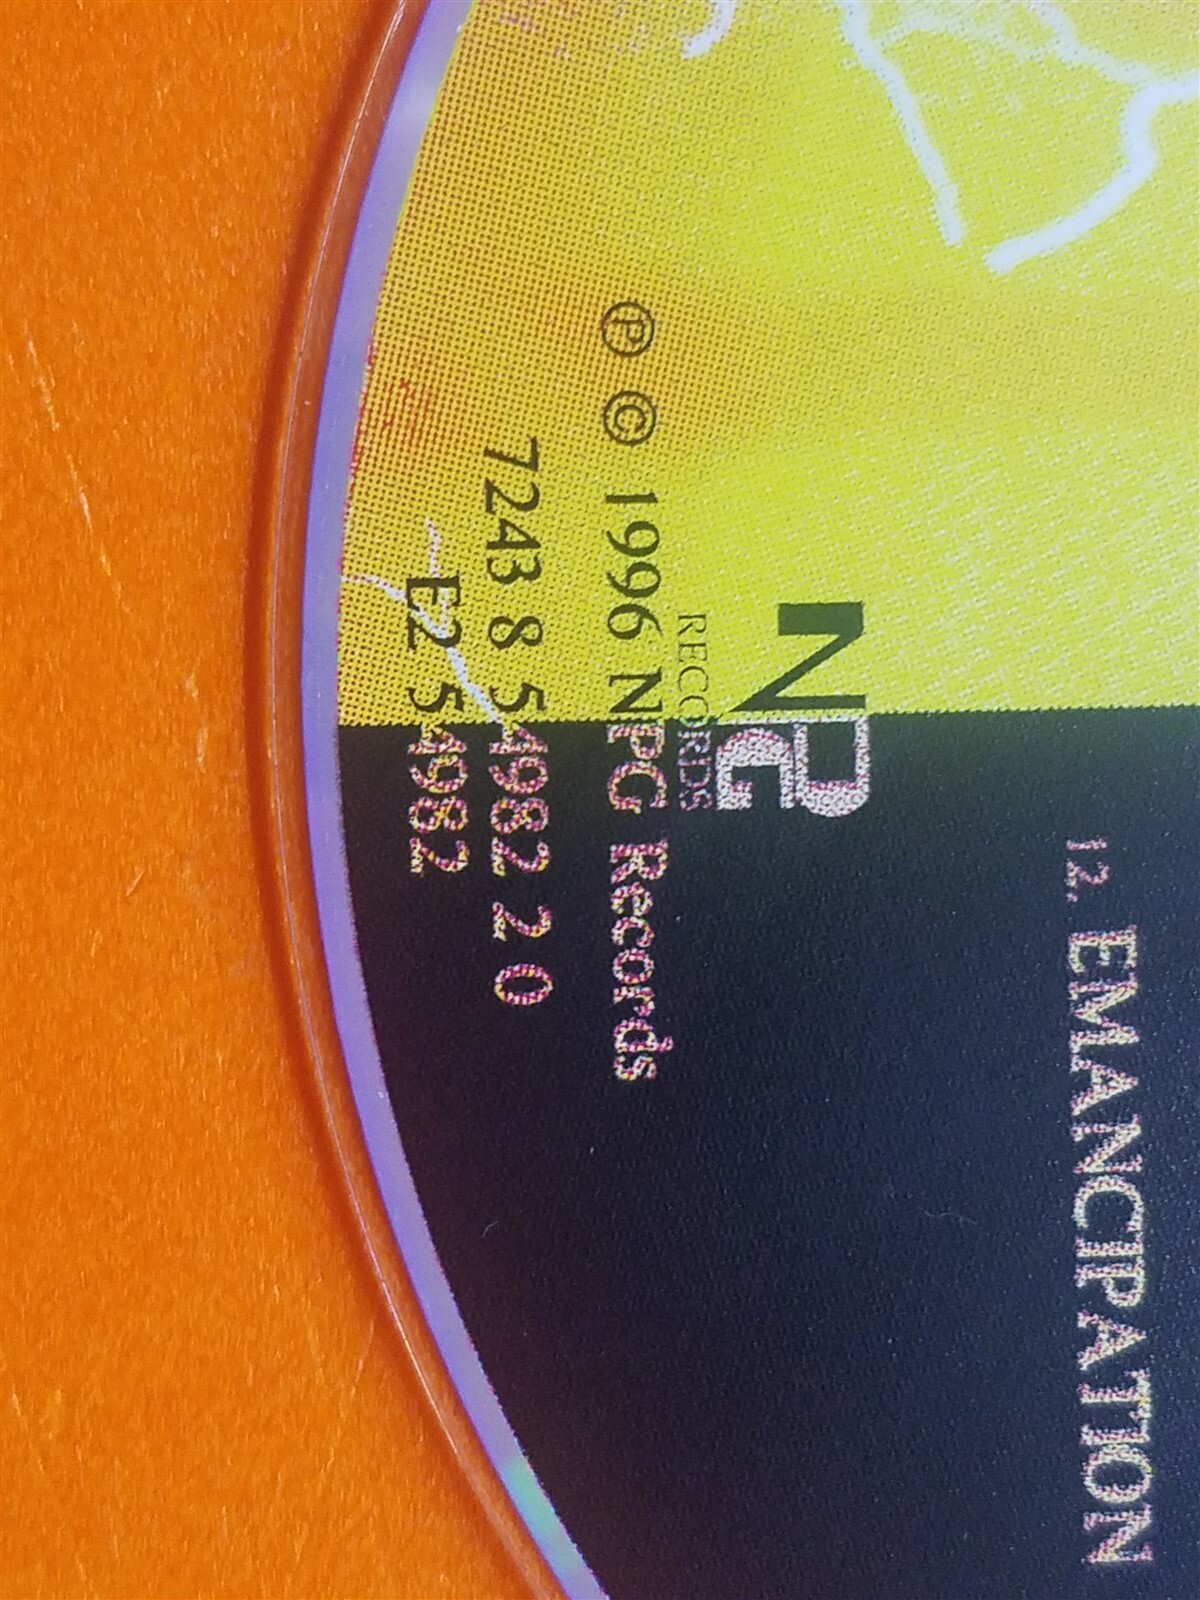 12. EMANCIPATION
NPG
RECORDS
℗ © 1996 NPG Records
7243 8 54982 2 0
E2 54982